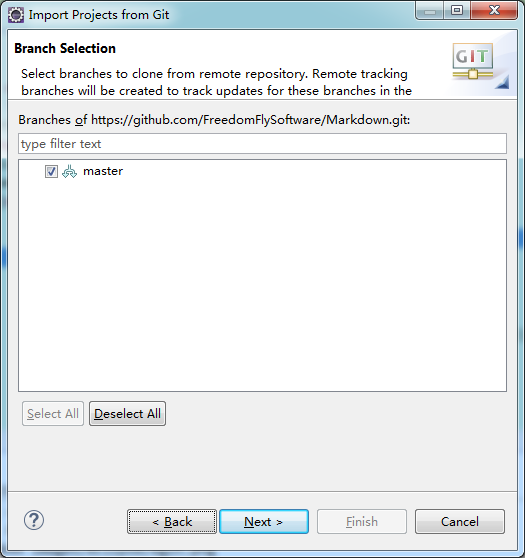 Import Projects from Git
Branch Selection
GIT
Select branches to clone from remote repository. Remote tracking
branches will be created to track updates for these branches in the
Branches of https://github.com/FreedomFlySoftware/Markdown.git:
type filter text
master
Select All
Deselect All
?
< Back
Next >
Finish
Cancel